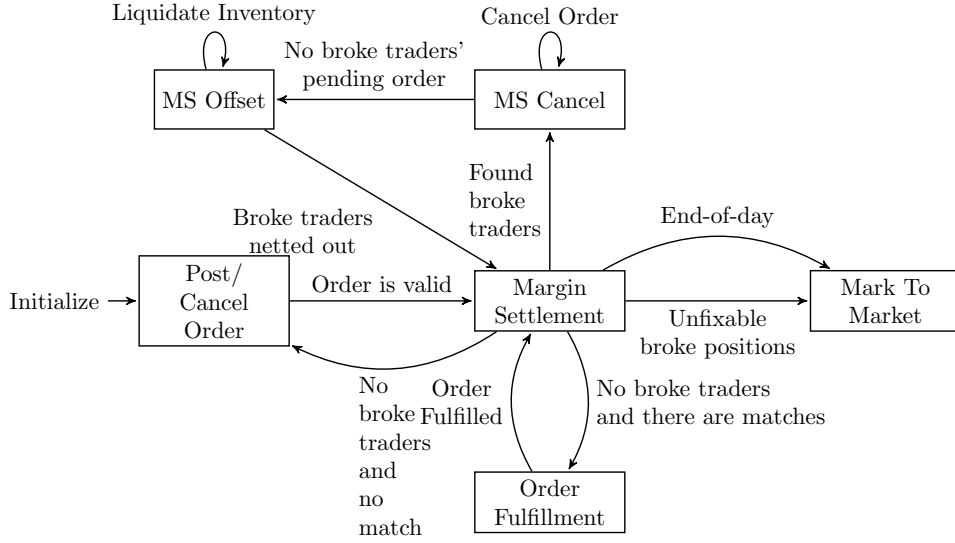 Liquidate Inventory
Cancel Order
No broke traders'
pending order
MS Offset
MS Cancel
Found
broke
traders
Broke traders
netted out
End-of-day
Initialize
Post/
Cancel
Order
Order is valid
Margin
Settlement
Mark To
Market
Unfixable
broke positions
No
broke
traders
and
no
match
Order
Fulfilled
No broke traders
and there are matches
Order
Fulfillment